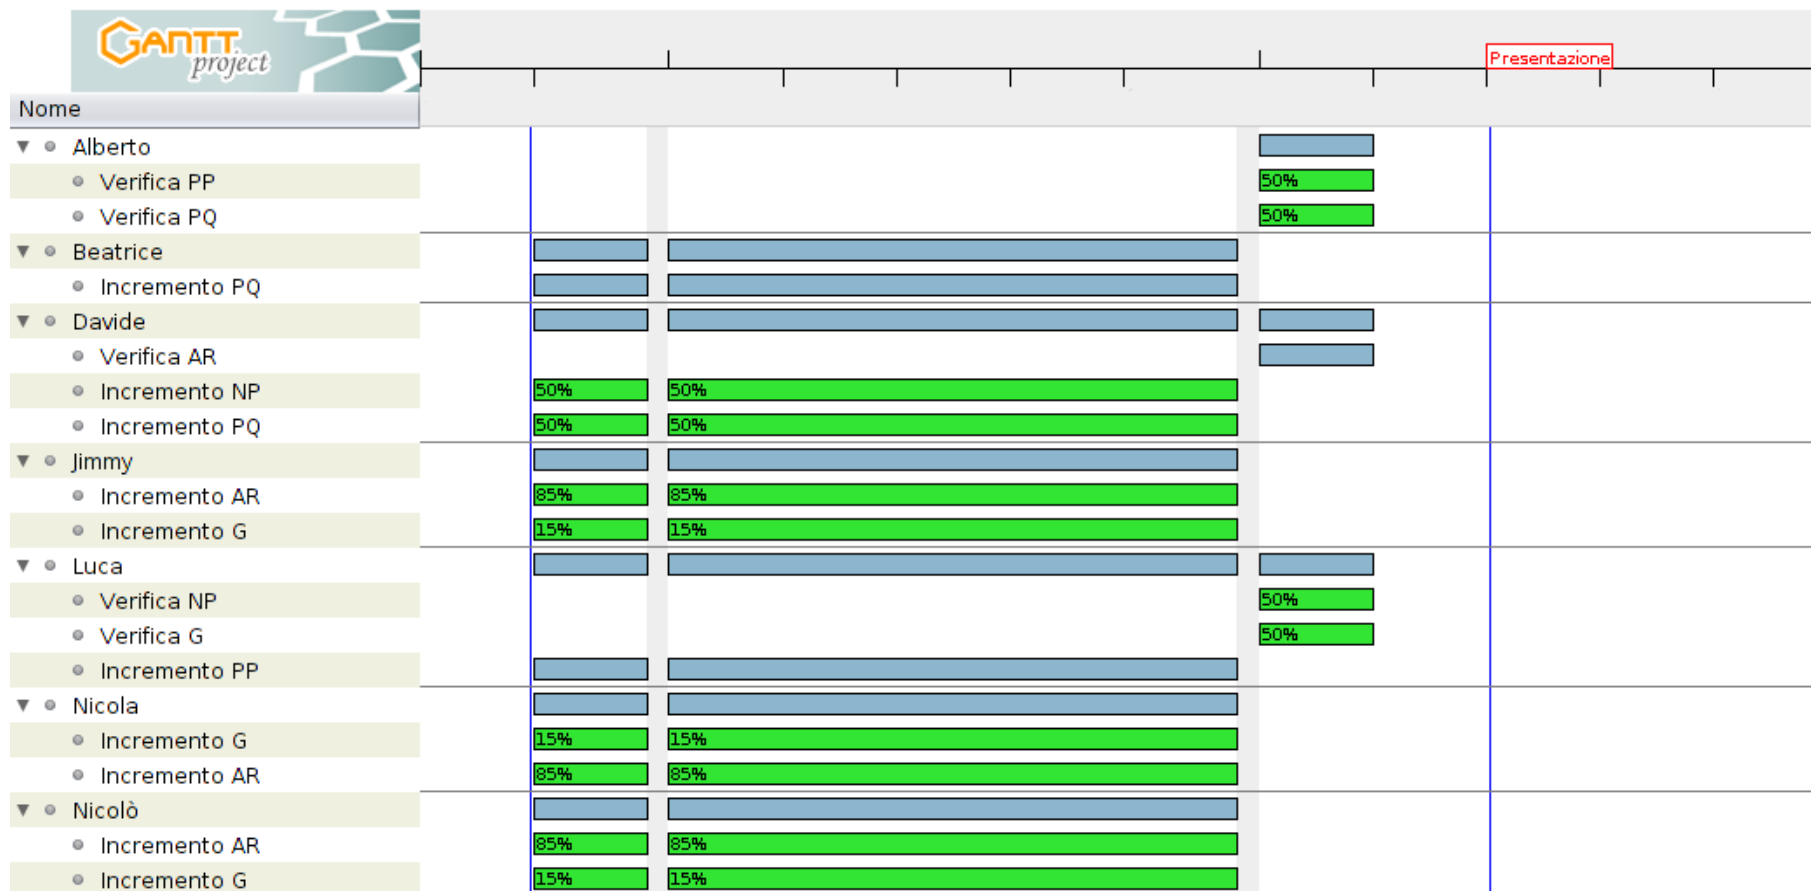 GANTT
project
Presentazione
Nome
Alberto
Verifica PP 50%
Verifica PQ 50%
Beatrice
Incremento PQ
Davide
Verifica AR
Incremento NP 50% 50%
Incremento PQ 50% 50%
Jimmy
Incremento AR 85% 85%
Incremento G 15% 15%
Luca
Verifica NP 50%
Verifica G 50%
Incremento PP
Nicola
Incremento G 15% 15%
Incremento AR 85% 85%
Nicolò
Incremento AR 85% 85%
Incremento G 15% 15%